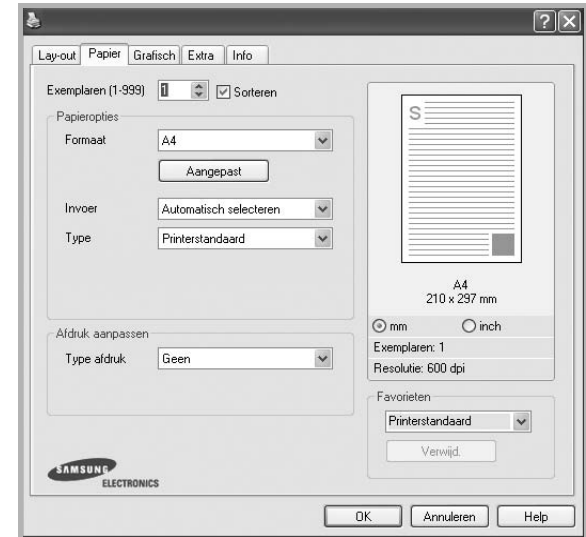 Lay-out Papier Grafisch Extra Info
Exemplaren (1-999) 1 Sorteren
Papieropties
Formaat A4
Aangepast
Invoer Automatisch selecteren
Type Printerstandaard
Afdruk aanpassen
Type afdruk Geen
SAMSUNG
ELECTRONICS
S
A4
210 x 297 mm
mm inch
Exemplaren: 1
Resolutie: 600 dpi
Favorieten
Printerstandaard
Verwijd.
OK Annuleren Help